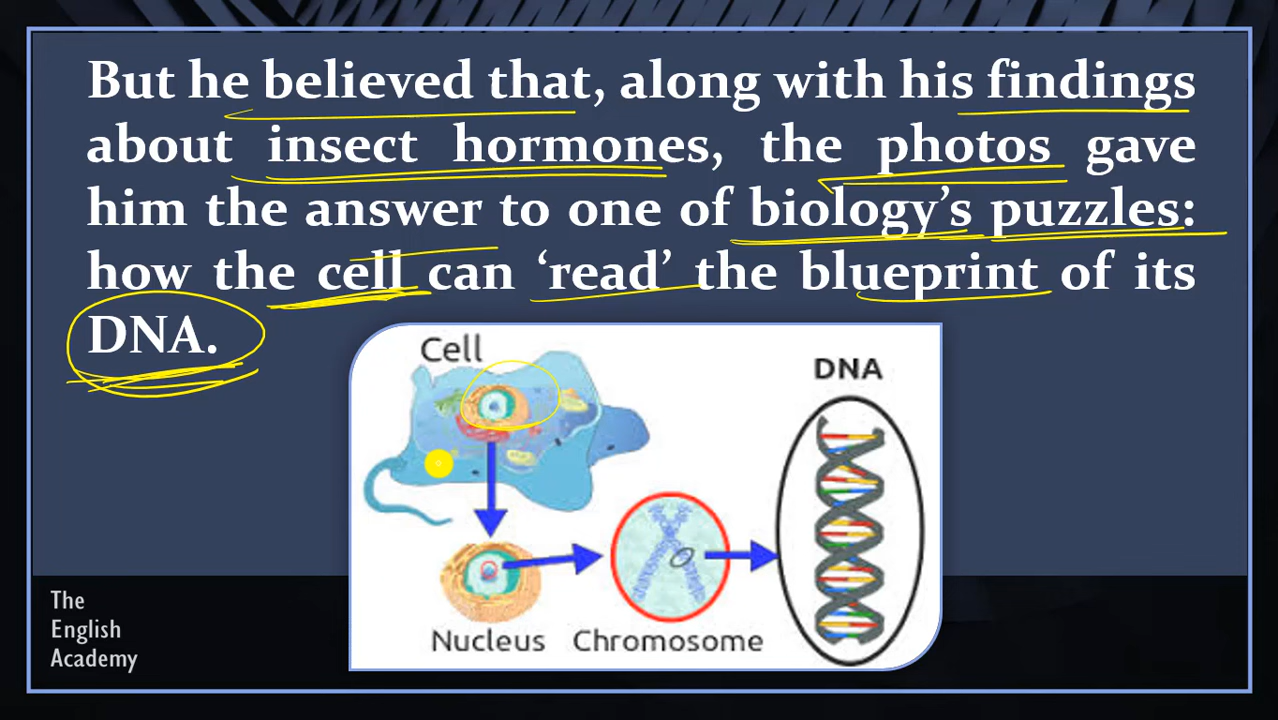 But he believed that, along with his findings
about insect hormones, the photos gave
him the answer to one of biology’s puzzles:
how the cell can ‘read’ the blueprint of its
DNA.
Cell
DNA
Nucleus
Chromosome
The
English
Academy